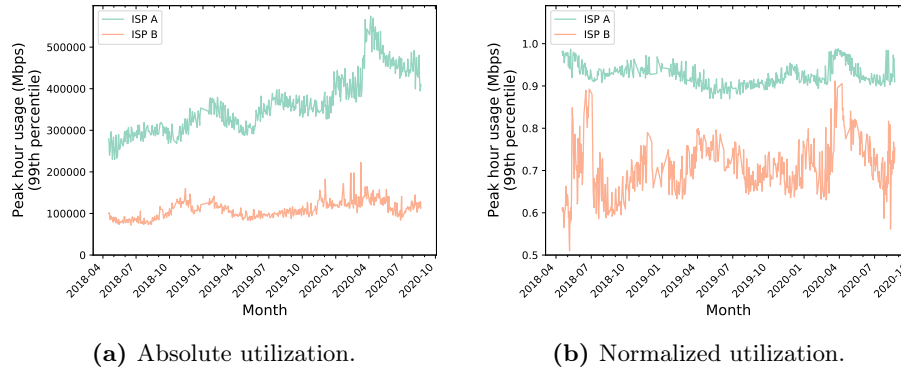 ISP A
ISP B
Peak hour usage (Mbps)
(99th percentile)
500000
400000
300000
200000
100000
0
2018-04
2018-07
2018-10
2019-01
2019-04
2019-07
2019-10
2020-01
2020-04
2020-07
2020-10
Month
(a) Absolute utilization.
ISP A
ISP B
Peak hour usage (Mbps)
(99th percentile)
1.0
0.9
0.8
0.7
0.6
0.5
2018-04
2018-07
2018-10
2019-01
2019-04
2019-07
2019-10
2020-01
2020-04
2020-07
2020-1
Month
(b) Normalized utilization.